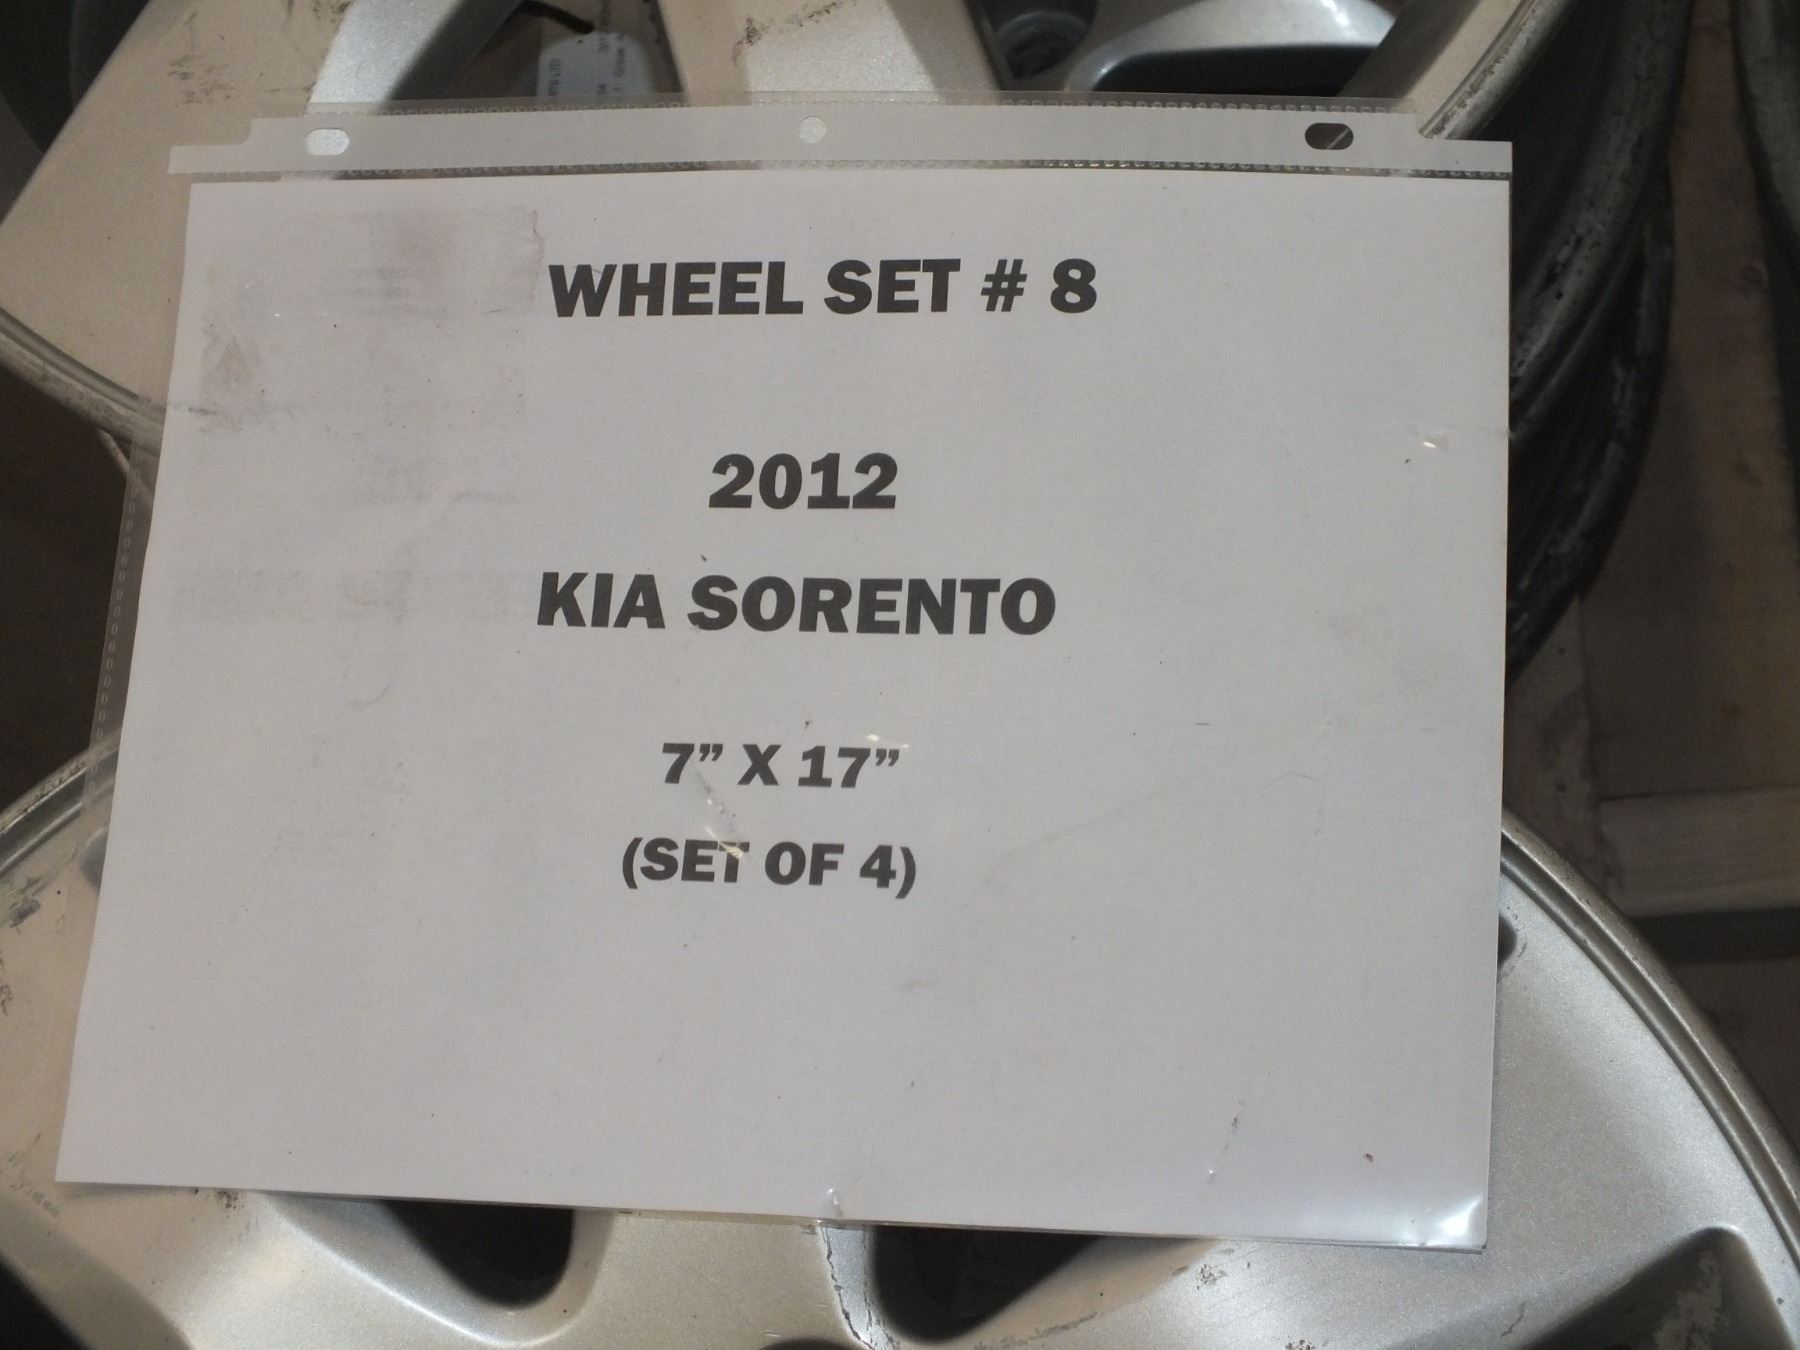 WHEEL SET # 8
2012
KIA SORENTO
7” X 17”
(SET OF 4)